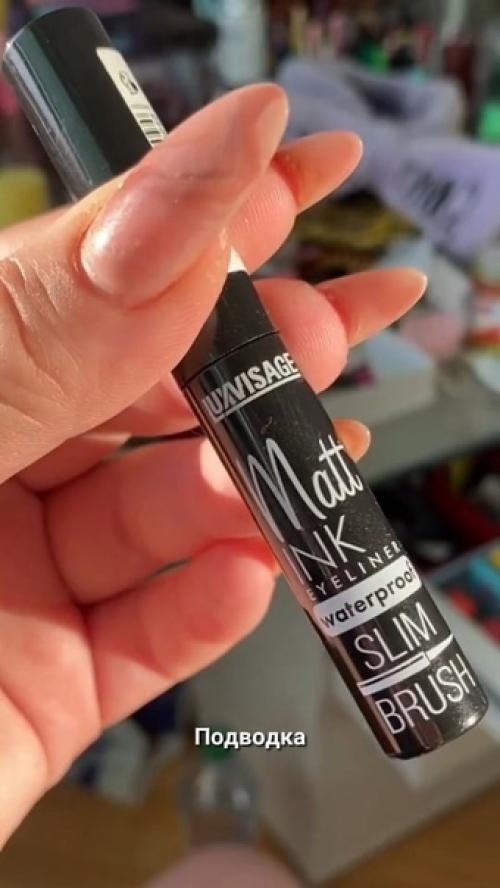 LUXVISAGE
Matt
INK
EYELINER
waterproof
SLIM
BRUSH
Подводка